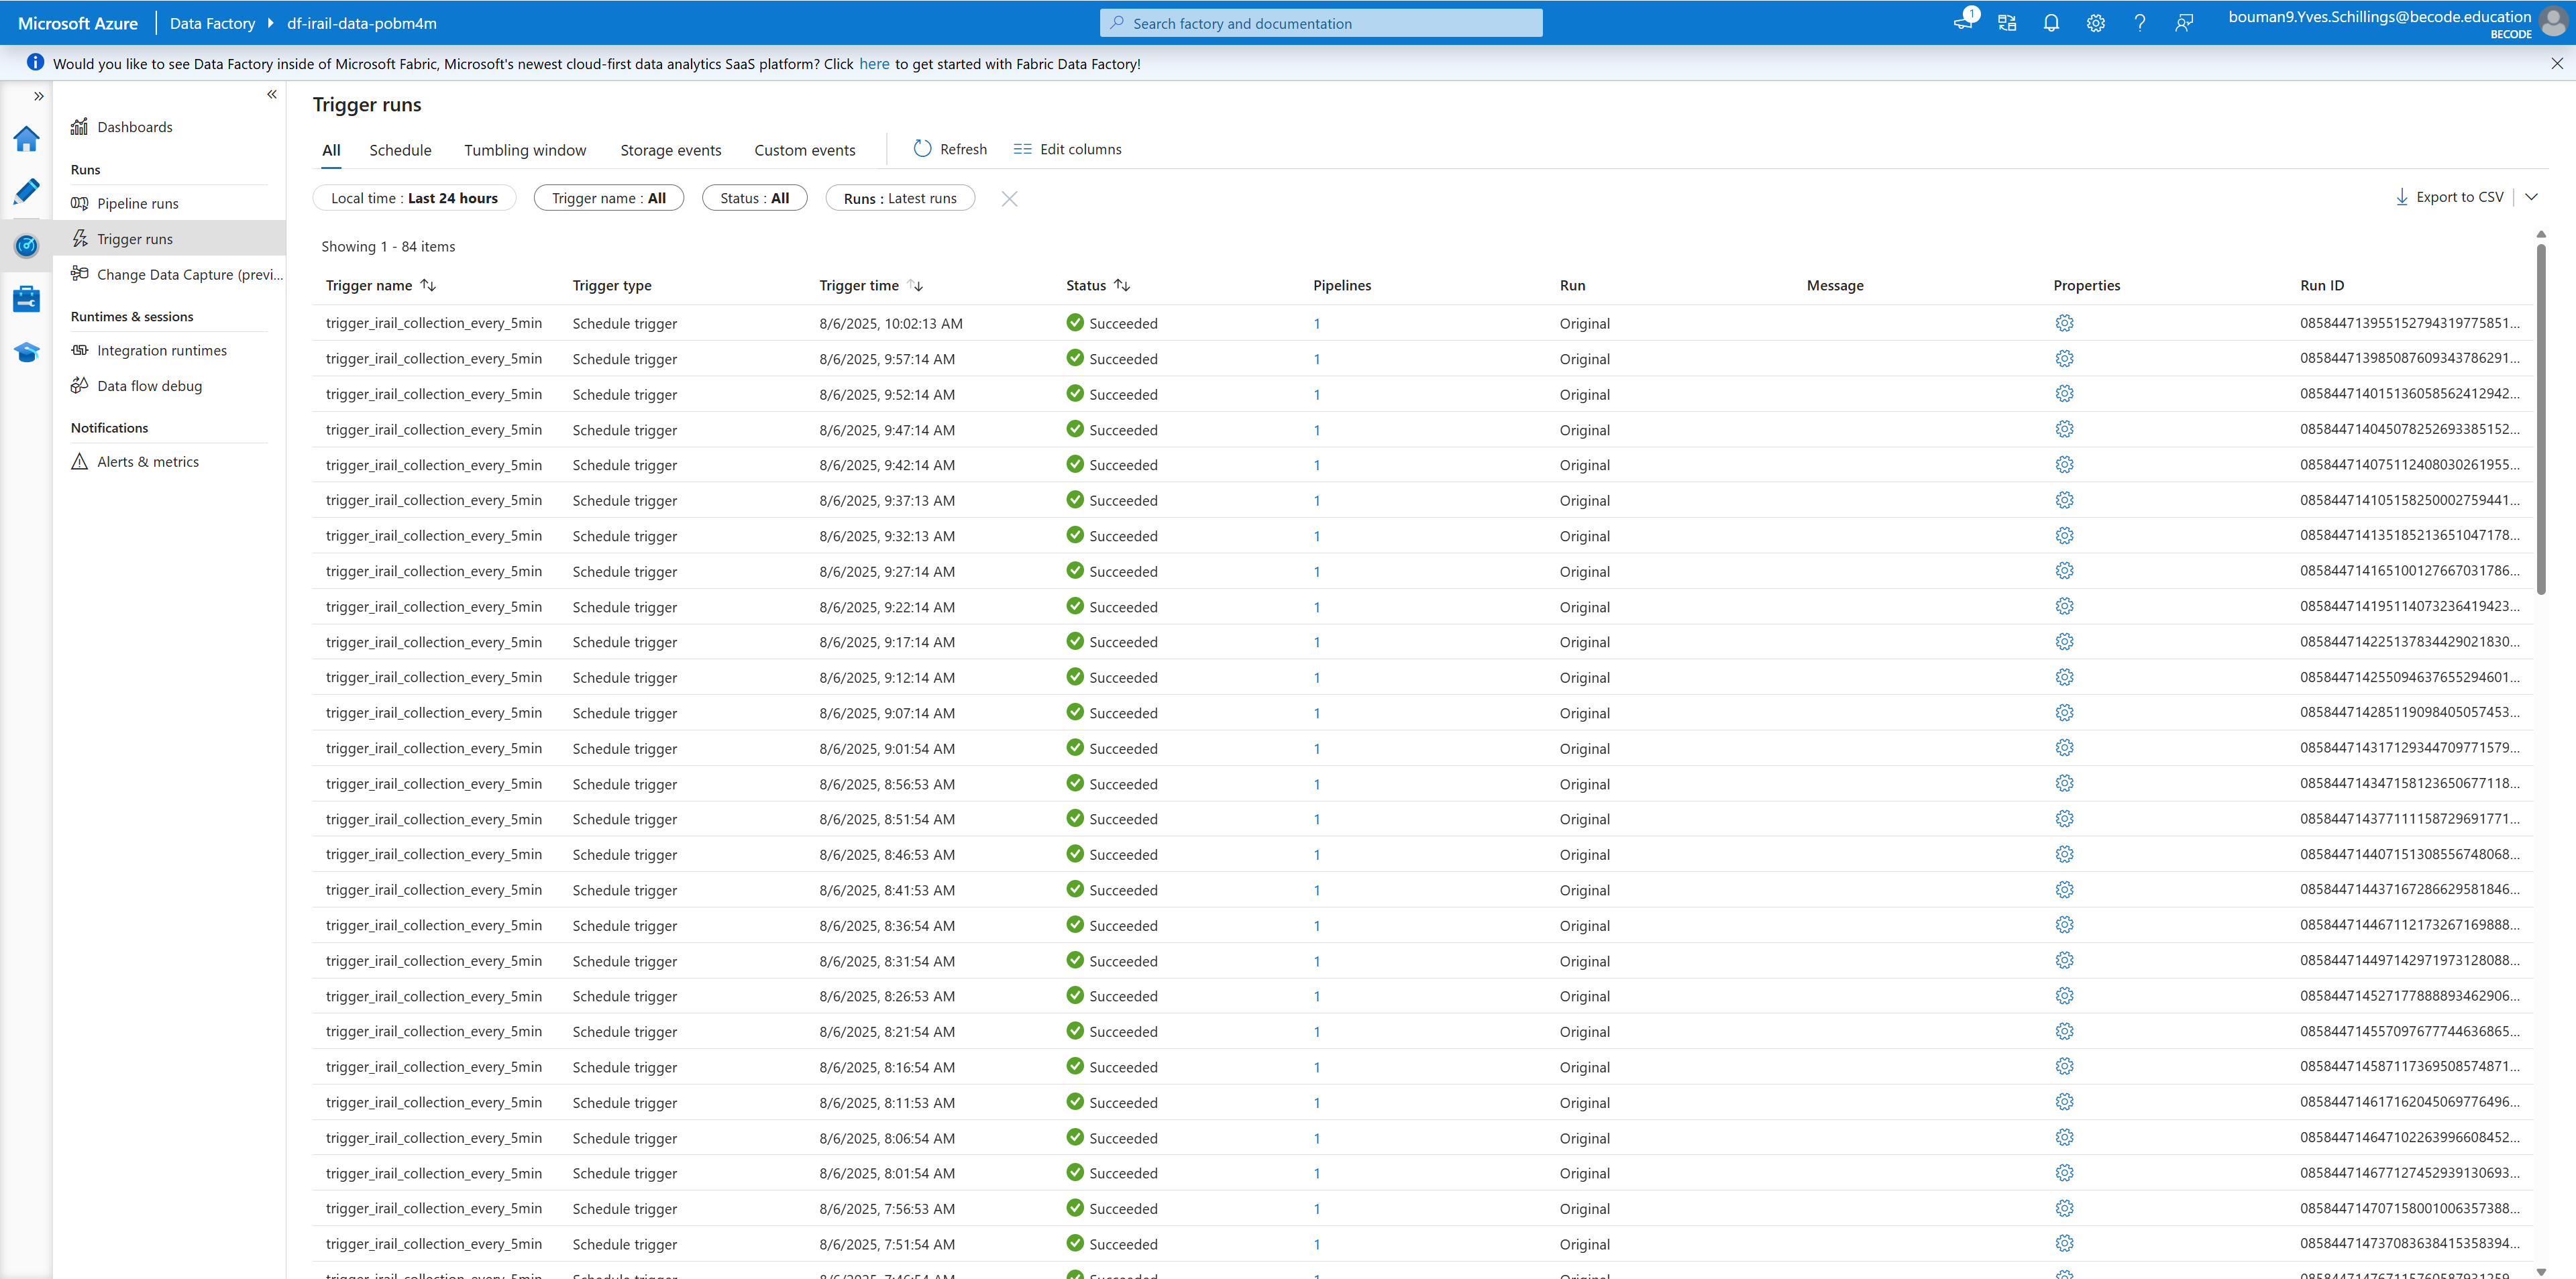 Microsoft Azure Data Factory df-irail-data-pobm4m Search factory and documentation 1 bouman9.Yves.Schillings@becode.education
BECODE
Would you like to see Data Factory inside of Microsoft Fabric, Microsoft's newest cloud-first data analytics SaaS platform? Click here to get started with Fabric Data Factory!
Dashboards
Runs
Pipeline runs
Trigger runs
Change Data Capture (previ...
Runtimes & sessions
Integration runtimes
Data flow debug
Notifications
Alerts & metrics
Trigger runs
All Schedule Tumbling window Storage events Custom events Refresh Edit columns
Local time : Last 24 hours Trigger name : All Status : All Runs : Latest runs Export to CSV
Showing 1 - 84 items
Trigger name Trigger type Trigger time Status Pipelines Run Message Properties Run ID
trigger_irail_collection_every_5min Schedule trigger 8/6/2025, 10:02:13 AM Succeeded 1 Original 085844713955152794319775851...
trigger_irail_collection_every_5min Schedule trigger 8/6/2025, 9:57:14 AM Succeeded 1 Original 08584471398508760934378629 1...
trigger_irail_collection_every_5min Schedule trigger 8/6/2025, 9:52:14 AM Succeeded 1 Original 085844714015136058562412942...
trigger_irail_collection_every_5min Schedule trigger 8/6/2025, 9:47:14 AM Succeeded 1 Original 085844714045078252693385152...
trigger_irail_collection_every_5min Schedule trigger 8/6/2025, 9:42:14 AM Succeeded 1 Original 085844714075112408030261955...
trigger_irail_collection_every_5min Schedule trigger 8/6/2025, 9:37:13 AM Succeeded 1 Original 085844714105158250002759441...
trigger_irail_collection_every_5min Schedule trigger 8/6/2025, 9:32:13 AM Succeeded 1 Original 085844714135185213651047178...
trigger_irail_collection_every_5min Schedule trigger 8/6/2025, 9:27:14 AM Succeeded 1 Original 085844714165100127667031786...
trigger_irail_collection_every_5min Schedule trigger 8/6/2025, 9:22:14 AM Succeeded 1 Original 085844714195114073236419423...
trigger_irail_collection_every_5min Schedule trigger 8/6/2025, 9:17:14 AM Succeeded 1 Original 085844714225137834429021830...
trigger_irail_collection_every_5min Schedule trigger 8/6/2025, 9:12:14 AM Succeeded 1 Original 085844714255094637655294601...
trigger_irail_collection_every_5min Schedule trigger 8/6/2025, 9:07:14 AM Succeeded 1 Original 085844714285119098405057453...
trigger_irail_collection_every_5min Schedule trigger 8/6/2025, 9:01:54 AM Succeeded 1 Original 085844714317129344709771579...
trigger_irail_collection_every_5min Schedule trigger 8/6/2025, 8:56:53 AM Succeeded 1 Original 085844714347158123650677118...
trigger_irail_collection_every_5min Schedule trigger 8/6/2025, 8:51:54 AM Succeeded 1 Original 085844714377111158729691771...
trigger_irail_collection_every_5min Schedule trigger 8/6/2025, 8:46:53 AM Succeeded 1 Original 085844714407151308556748068...
trigger_irail_collection_every_5min Schedule trigger 8/6/2025, 8:41:53 AM Succeeded 1 Original 085844714437167286629581846...
trigger_irail_collection_every_5min Schedule trigger 8/6/2025, 8:36:54 AM Succeeded 1 Original 085844714467112173267169888...
trigger_irail_collection_every_5min Schedule trigger 8/6/2025, 8:31:54 AM Succeeded 1 Original 085844714497142971973128088...
trigger_irail_collection_every_5min Schedule trigger 8/6/2025, 8:26:53 AM Succeeded 1 Original 085844714527177888893462906...
trigger_irail_collection_every_5min Schedule trigger 8/6/2025, 8:21:54 AM Succeeded 1 Original 085844714557097677744636865...
trigger_irail_collection_every_5min Schedule trigger 8/6/2025, 8:16:54 AM Succeeded 1 Original 085844714587117369508574871...
trigger_irail_collection_every_5min Schedule trigger 8/6/2025, 8:11:53 AM Succeeded 1 Original 085844714617162045069776496...
trigger_irail_collection_every_5min Schedule trigger 8/6/2025, 8:06:54 AM Succeeded 1 Original 085844714647102263996608452...
trigger_irail_collection_every_5min Schedule trigger 8/6/2025, 8:01:54 AM Succeeded 1 Original 085844714677127452939130693...
trigger_irail_collection_every_5min Schedule trigger 8/6/2025, 7:56:53 AM Succeeded 1 Original 085844714707158001006357388...
trigger_irail_collection_every_5min Schedule trigger 8/6/2025, 7:51:54 AM Succeeded 1 Original 085844714737083638415358394...